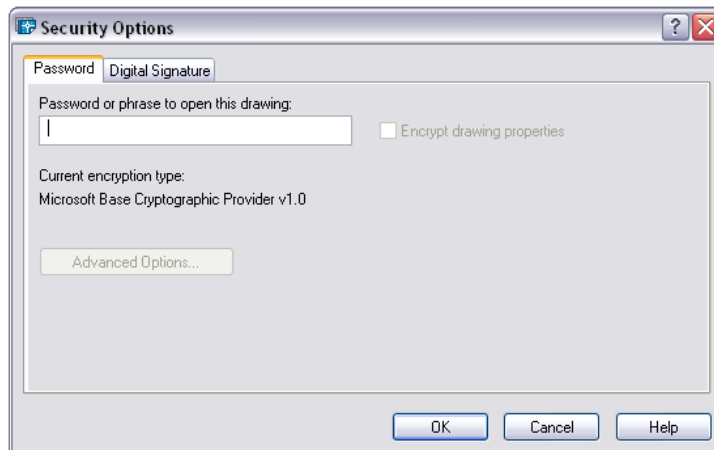 Security Options
?
Password
Digital Signature
Password or phrase to open this drawing:
Encrypt drawing properties
Current encryption type:
Microsoft Base Cryptographic Provider v1.0
Advanced Options...
OK
Cancel
Help